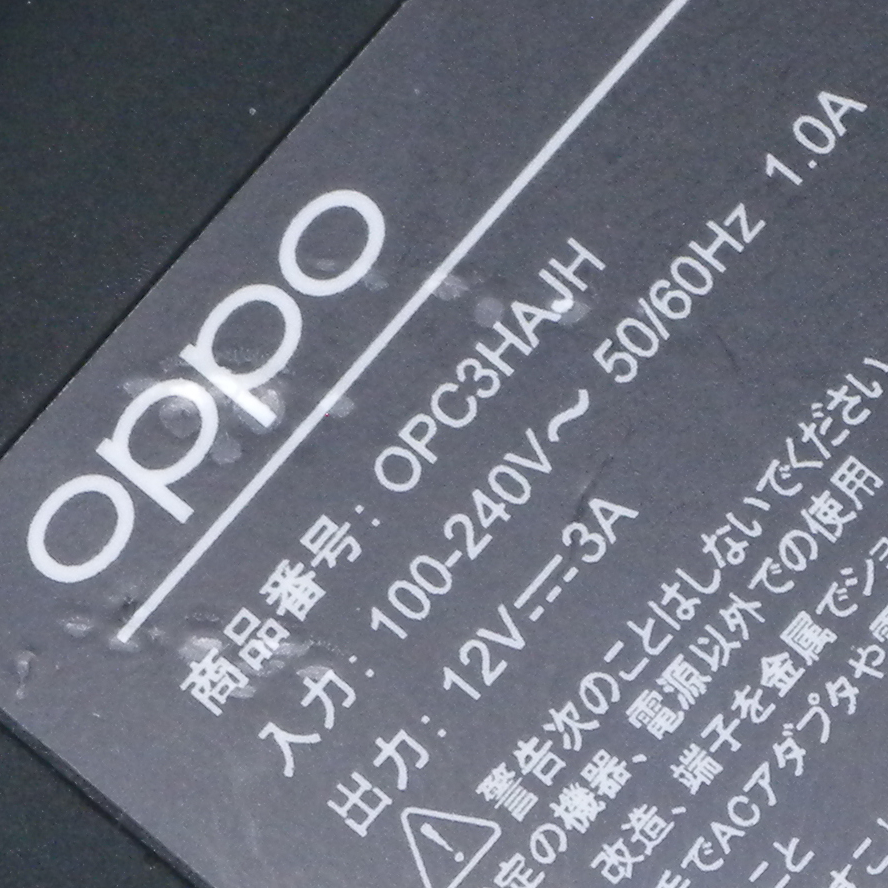 oppo
商品番号: OPC3HAJH
入力: 100-240V～ 50/60Hz 1.0A
出力: 12V⎓3A
警告次のことはしないでください
定の機器、電源以外での使用
改造、端子を金属でショ
でACアダプタや
こと